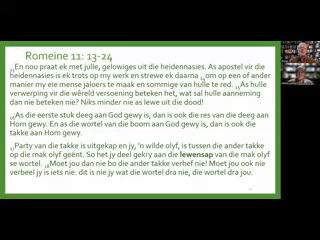 Romeine 11: 13-24
13En nou praat ek met julle, gelowiges uit die heidennasies. As apostel vir die
heidennasies is ek trots op my werk en strewe ek daarna 14om op een of ander
manier my eie mense jaloers te maak en sommige van hulle te red. 15As hulle
verwerping vir die wêreld versoening beteken het, wat sal hulle aanneming
dan nie beteken nie? Niks minder nie as lewe uit die dood!
16As die eerste stuk deeg aan God gewy is, dan is ook die res van die deeg aan
Hom gewy. En as die wortel van die boom aan God gewy is, dan is ook die
takke aan Hom gewy.
17Party van die takke is uitgekap en jy, 'n wilde olyf, is tussen die ander takke
op die mak olyf geënt. So het jy deel gekry aan die lewensap van die mak olyf
se wortel. 18Moet jou dan nie bo die ander takke verhef nie! Moet jou ook nie
verbeel jy is iets nie: dit is nie jy wat die wortel dra nie, die wortel dra jou.